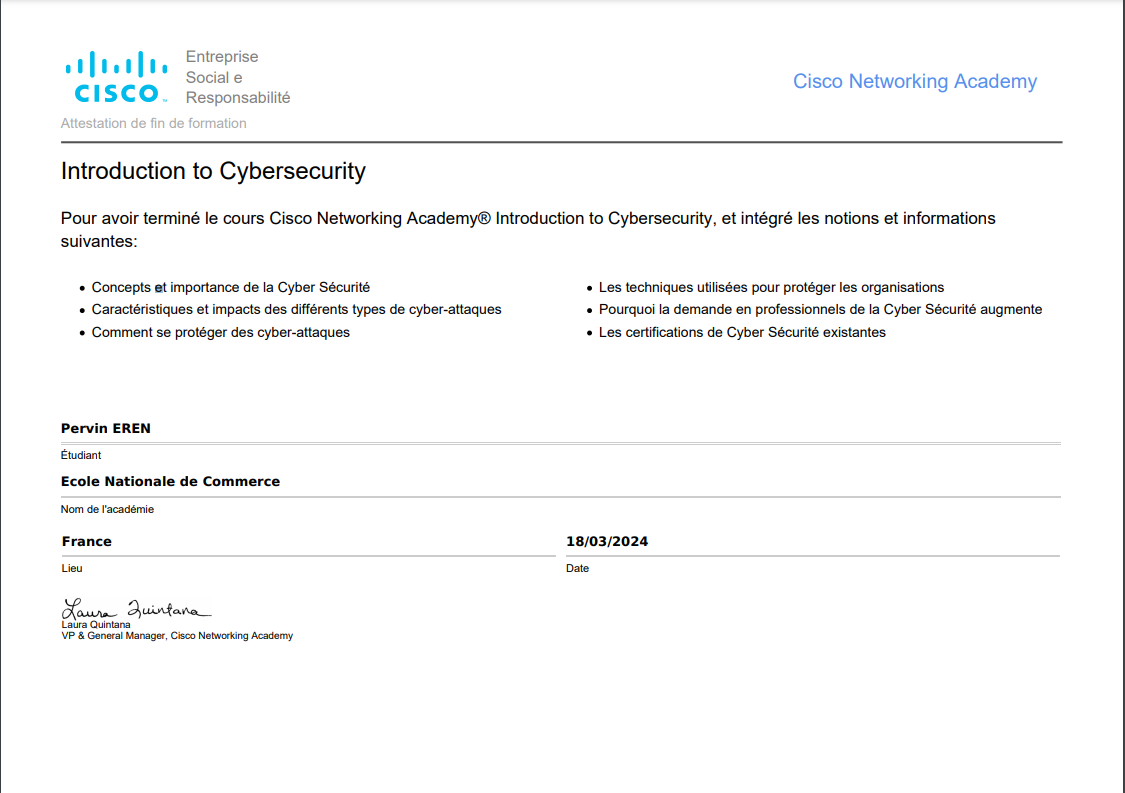 CISCO
Entreprise
Social e
Responsabilité
Cisco Networking Academy
Attestation de fin de formation
Introduction to Cybersecurity
Pour avoir terminé le cours Cisco Networking Academy® Introduction to Cybersecurity, et intégré les notions et informations
suivantes:
• Concepts et importance de la Cyber Sécurité
• Caractéristiques et impacts des différents types de cyber-attaques
• Comment se protéger des cyber-attaques
• Les techniques utilisées pour protéger les organisations
• Pourquoi la demande en professionnels de la Cyber Sécurité augmente
• Les certifications de Cyber Sécurité existantes
Pervin EREN
Étudiant
Ecole Nationale de Commerce
Nom de l'académie
France
Lieu
18/03/2024
Date
Laura Quintana
Laura Quintana
VP & General Manager, Cisco Networking Academy